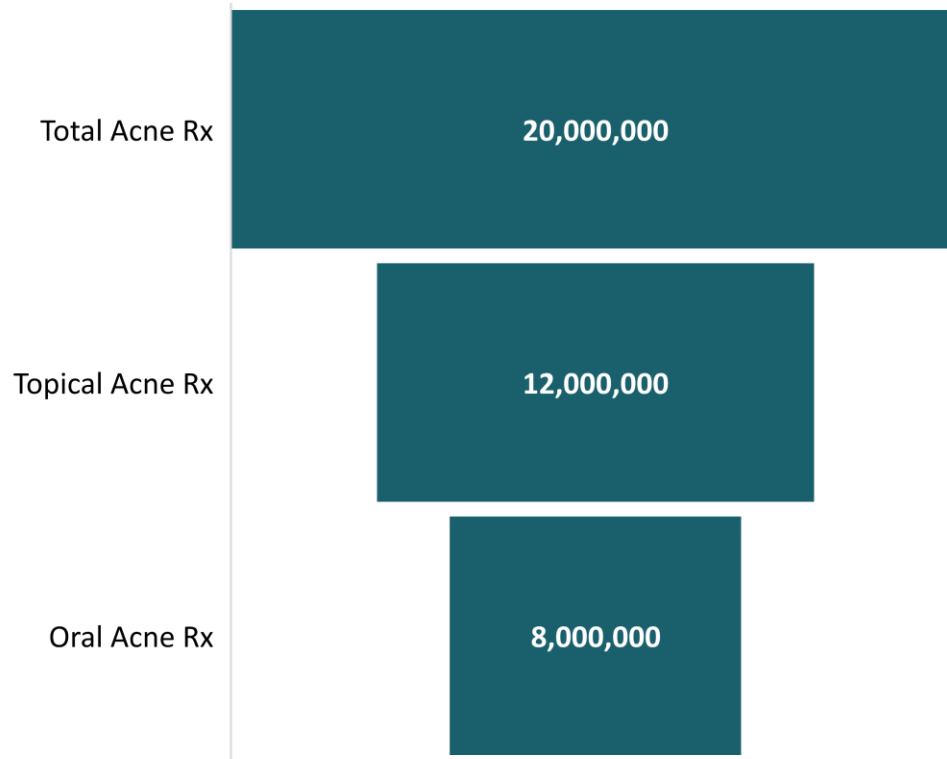 Total Acne Rx
20,000,000
Topical Acne Rx
12,000,000
Oral Acne Rx
8,000,000